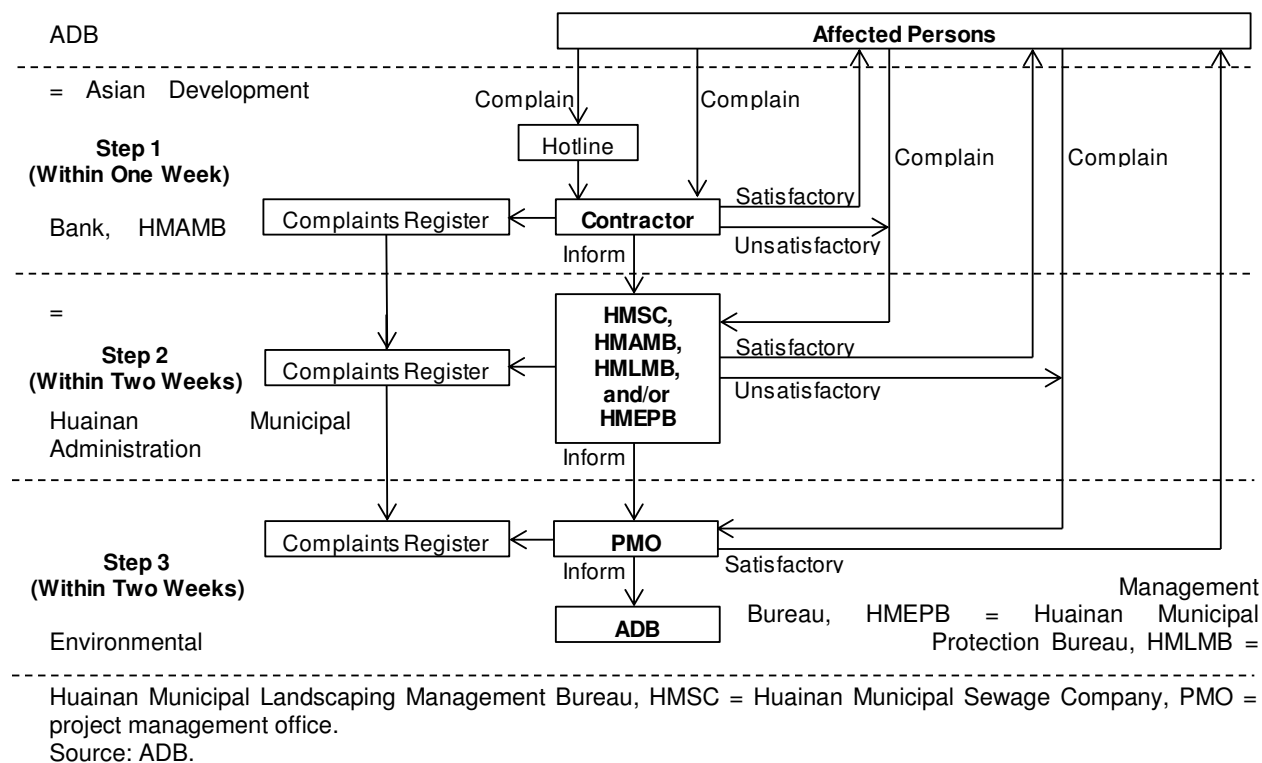 ADB
Affected Persons
= Asian Development
Complain
Complain
Hotline
Complain
Complain
Step 1
(Within One Week)
Satisfactory
Bank, HMAMB
Complaints Register
Contractor
Unsatisfactory
Inform
=
HMSC,
HMAMB,
HMLMB,
and/or
HMEPB
Step 2
(Within Two Weeks)
Complaints Register
Satisfactory
Unsatisfactory
Huainan Municipal
Administration
Inform
Complaints Register
PMO
Step 3
(Within Two Weeks)
Inform
Satisfactory
Management
ADB
Bureau, HMEPB = Huainan Municipal
Environmental
Protection Bureau, HMLMB =
Huainan Municipal Landscaping Management Bureau, HMSC = Huainan Municipal Sewage Company, PMO =
project management office.
Source: ADB.